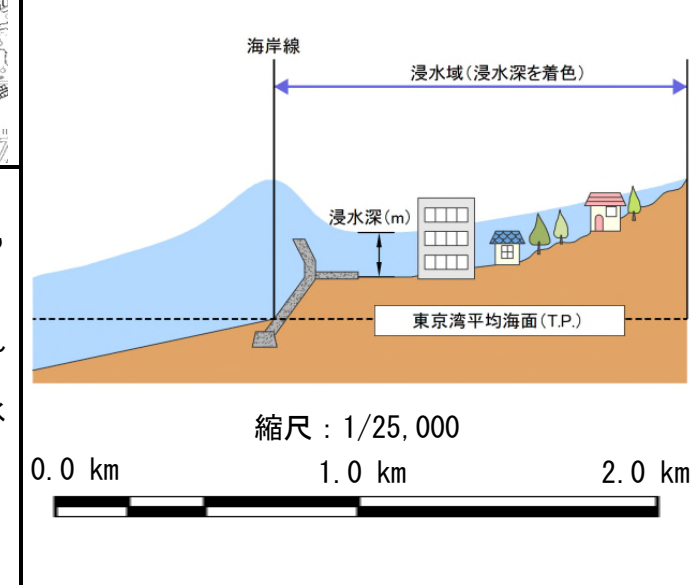 海岸線
浸水域(浸水深を着色)
浸水深(m)
東京湾平均海面(T.P.)
縮尺：1/25,000
0.0 km 1.0 km 2.0 km